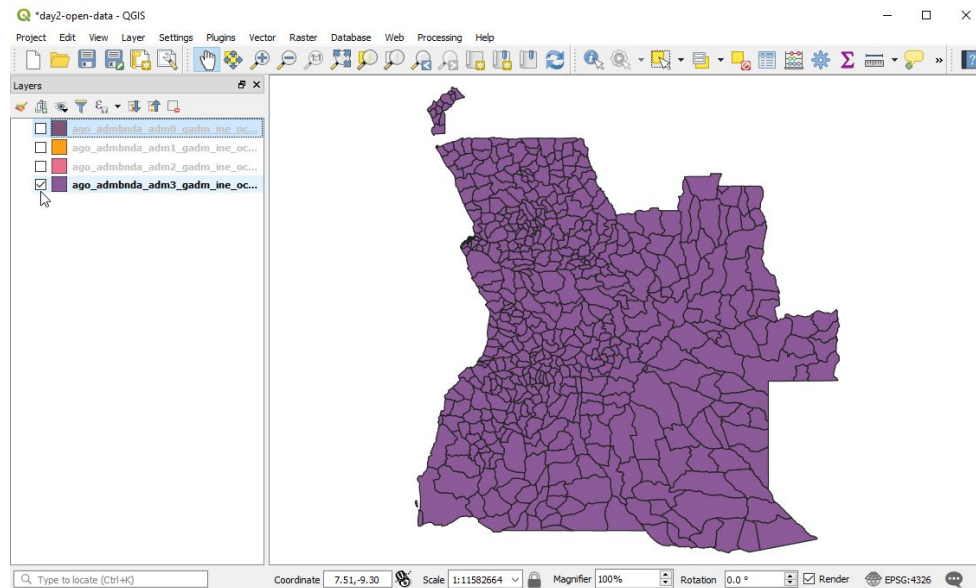 *day2-open-data - QGIS
Project Edit View Layer Settings Plugins Vector Raster Database Web Processing Help
Layers
ago_admbnda_adm0_gadm_ine_oc...
ago_admbnda_adm1_gadm_ine_oc...
ago_admbnda_adm2_gadm_ine_oc...
ago_admbnda_adm3_gadm_ine_oc...
Type to locate (Ctrl+K) Coordinate 7.51,-9.30 Scale 1:11582664 Magnifier 100% Rotation 0.0 ° Render EPSG:4326